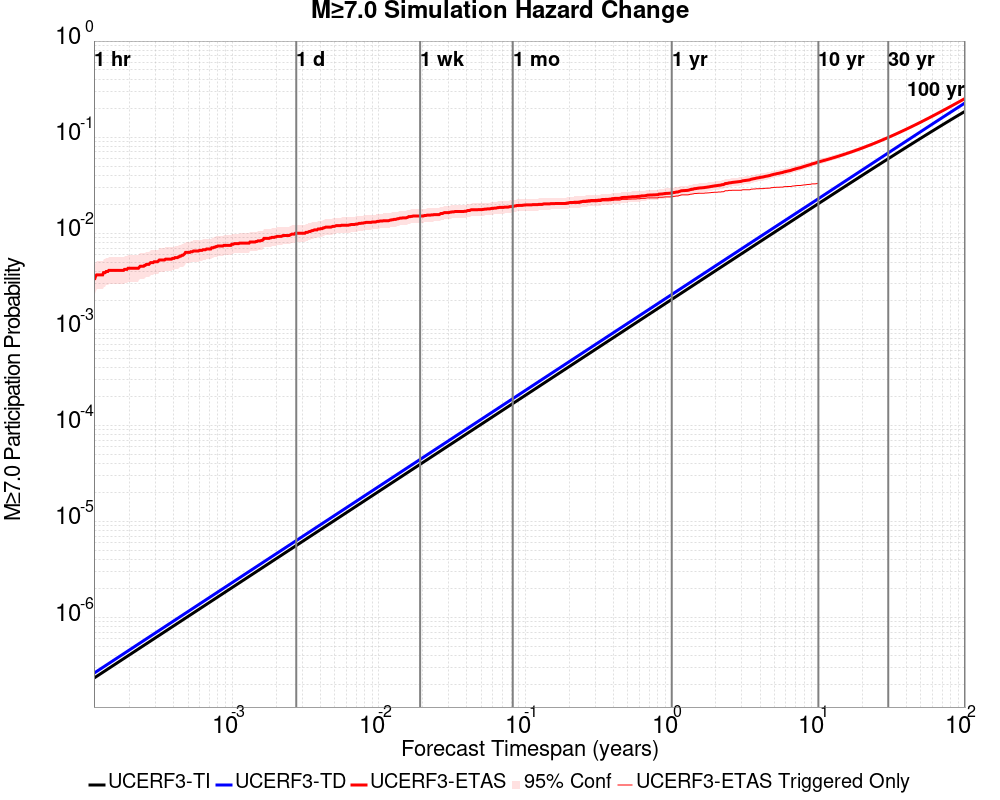 M≥7.0 Simulation Hazard Change
10^0
1 hr 1 d 1 wk 1 mo 1 yr 10 yr 30 yr
100 yr
10^-1
10^-2
10^-3
10^-4
10^-5
10^-6
M≥7.0 Participation Probability
10^-3 10^-2 10^-1 10^0 10^1 10^2
Forecast Timespan (years)
UCERF3-TI UCERF3-TD UCERF3-ETAS 95% Conf UCERF3-ETAS Triggered Only